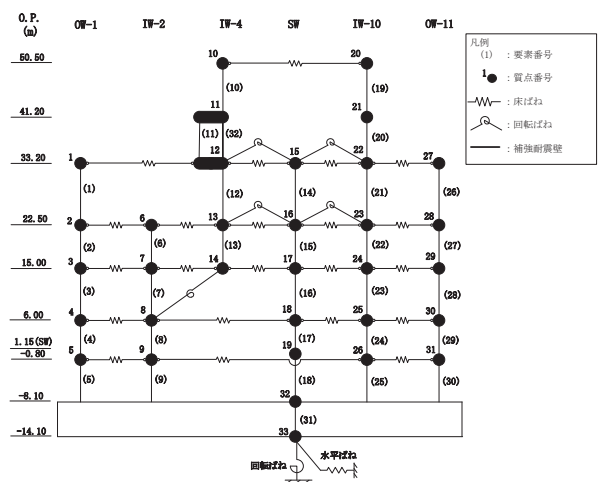 O.P.
(m)
OW-1 IW-2 IW-4 SW IW-10 OW-11
50.50 10 20
(10) (19)
41.20 11 21
(11) (32) (20)
33.20 1 12 15 22 27
(1) (12) (14) (21) (26)
22.50 2 6 13 16 23 28
(2) (6) (13) (15) (22) (27)
15.00 3 7 14 17 24 29
(3) (7) (16) (23) (28)
6.00 4 8 18 25 30
(4) (8) (17) (24) (29)
1.15(SW) 19
-0.80 5 9 26 31
(5) (9) (18) (25) (30)
-8.10 32
(31)
-14.10 33
回転ばね 水平ばね
凡例
(1) :要素番号
1 :質点番号
:床ばね
:回転ばね
:補強耐震壁